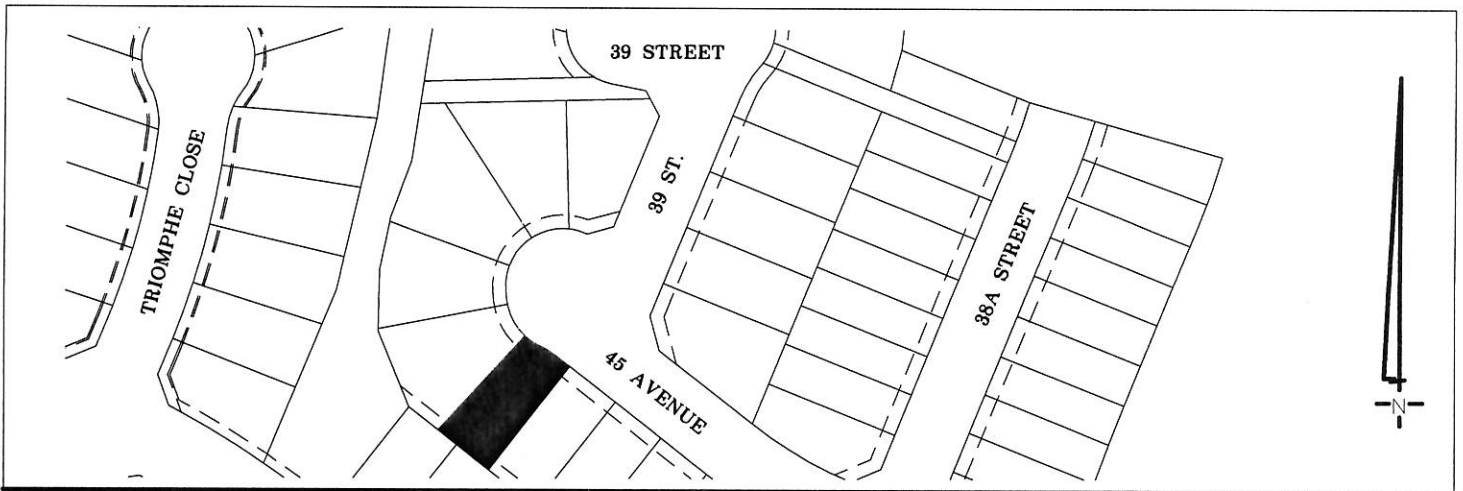 39 STREET
TRIOMPHE CLOSE
39 ST.
38A STREET
45 AVENUE
N